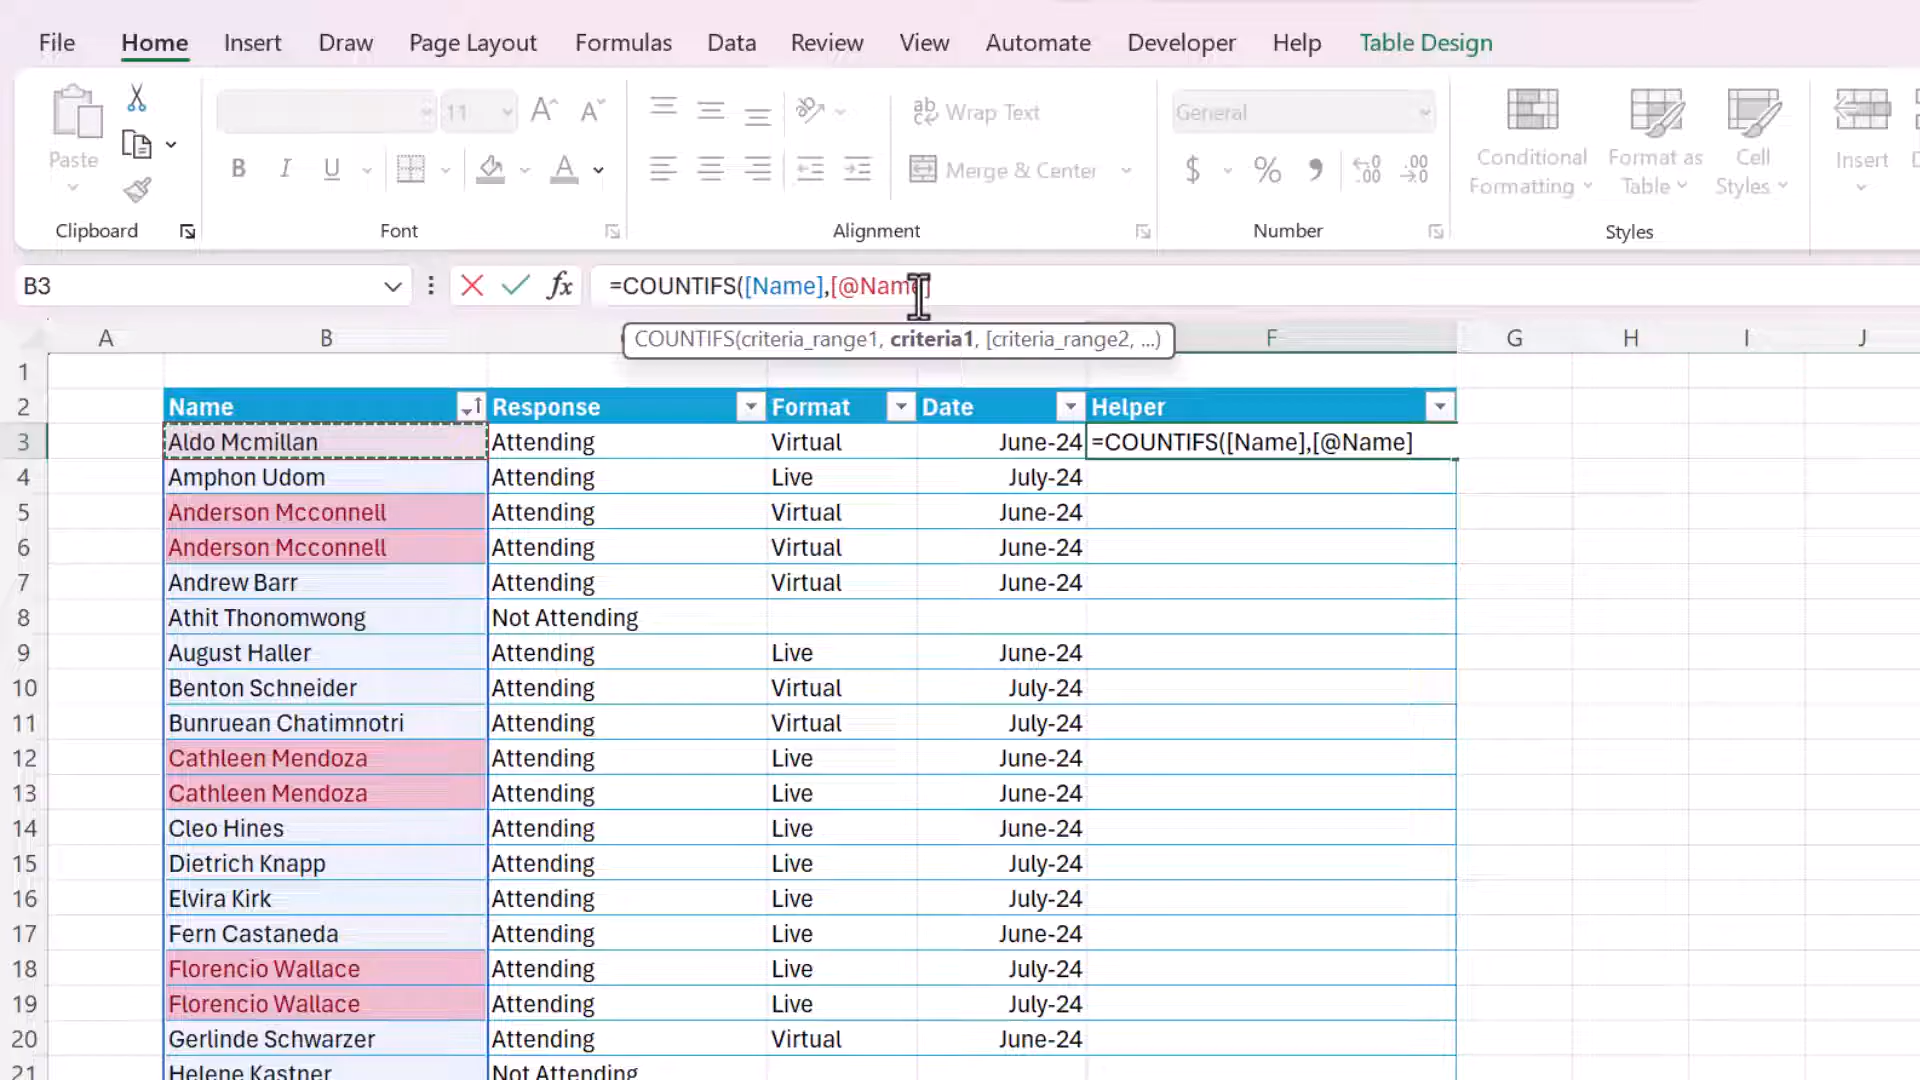 File Home Insert Draw Page Layout Formulas Data Review View Automate Developer Help Table Design
11 Wrap Text General
Paste B I U Merge & Center $ % Conditional Formatting Format as Table Cell Styles Insert
Clipboard Font Alignment Number Styles
B3 fx =COUNTIFS([Name],[@Name]
COUNTIFS(criteria_range1, criteria1, [criteria_range2, ...)
A B F G H I J
1
2 Name Response Format Date Helper
3 Aldo Mcmillan Attending Virtual June-24 =COUNTIFS([Name],[@Name]
4 Amphon Udom Attending Live July-24
5 Anderson Mcconnell Attending Virtual June-24
6 Anderson Mcconnell Attending Virtual June-24
7 Andrew Barr Attending Virtual June-24
8 Athit Thonomwong Not Attending
9 August Haller Attending Live June-24
10 Benton Schneider Attending Virtual July-24
11 Bunruean Chatimnotri Attending Virtual July-24
12 Cathleen Mendoza Attending Live June-24
13 Cathleen Mendoza Attending Live June-24
14 Cleo Hines Attending Live June-24
15 Dietrich Knapp Attending Live July-24
16 Elvira Kirk Attending Live July-24
17 Fern Castaneda Attending Live June-24
18 Florencio Wallace Attending Live July-24
19 Florencio Wallace Attending Live July-24
20 Gerlinde Schwarzer Attending Virtual June-24
21 Helene Kastner Not Attending